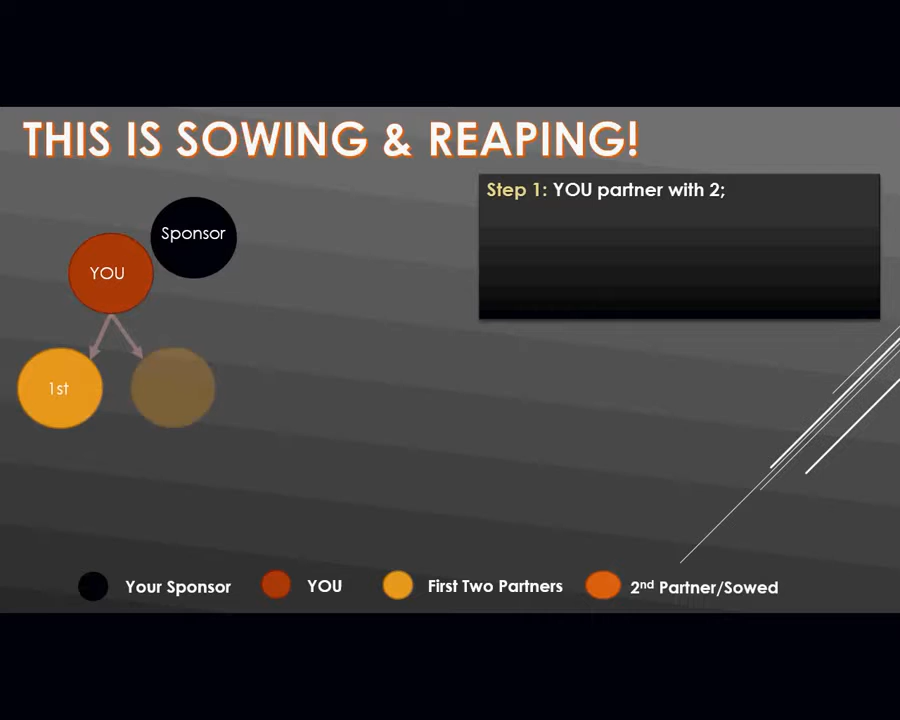 THIS IS SOWING & REAPING!
Step 1: YOU partner with 2;
Sponsor
YOU
1st
Your Sponsor
YOU
First Two Partners
2nd Partner/Sowed